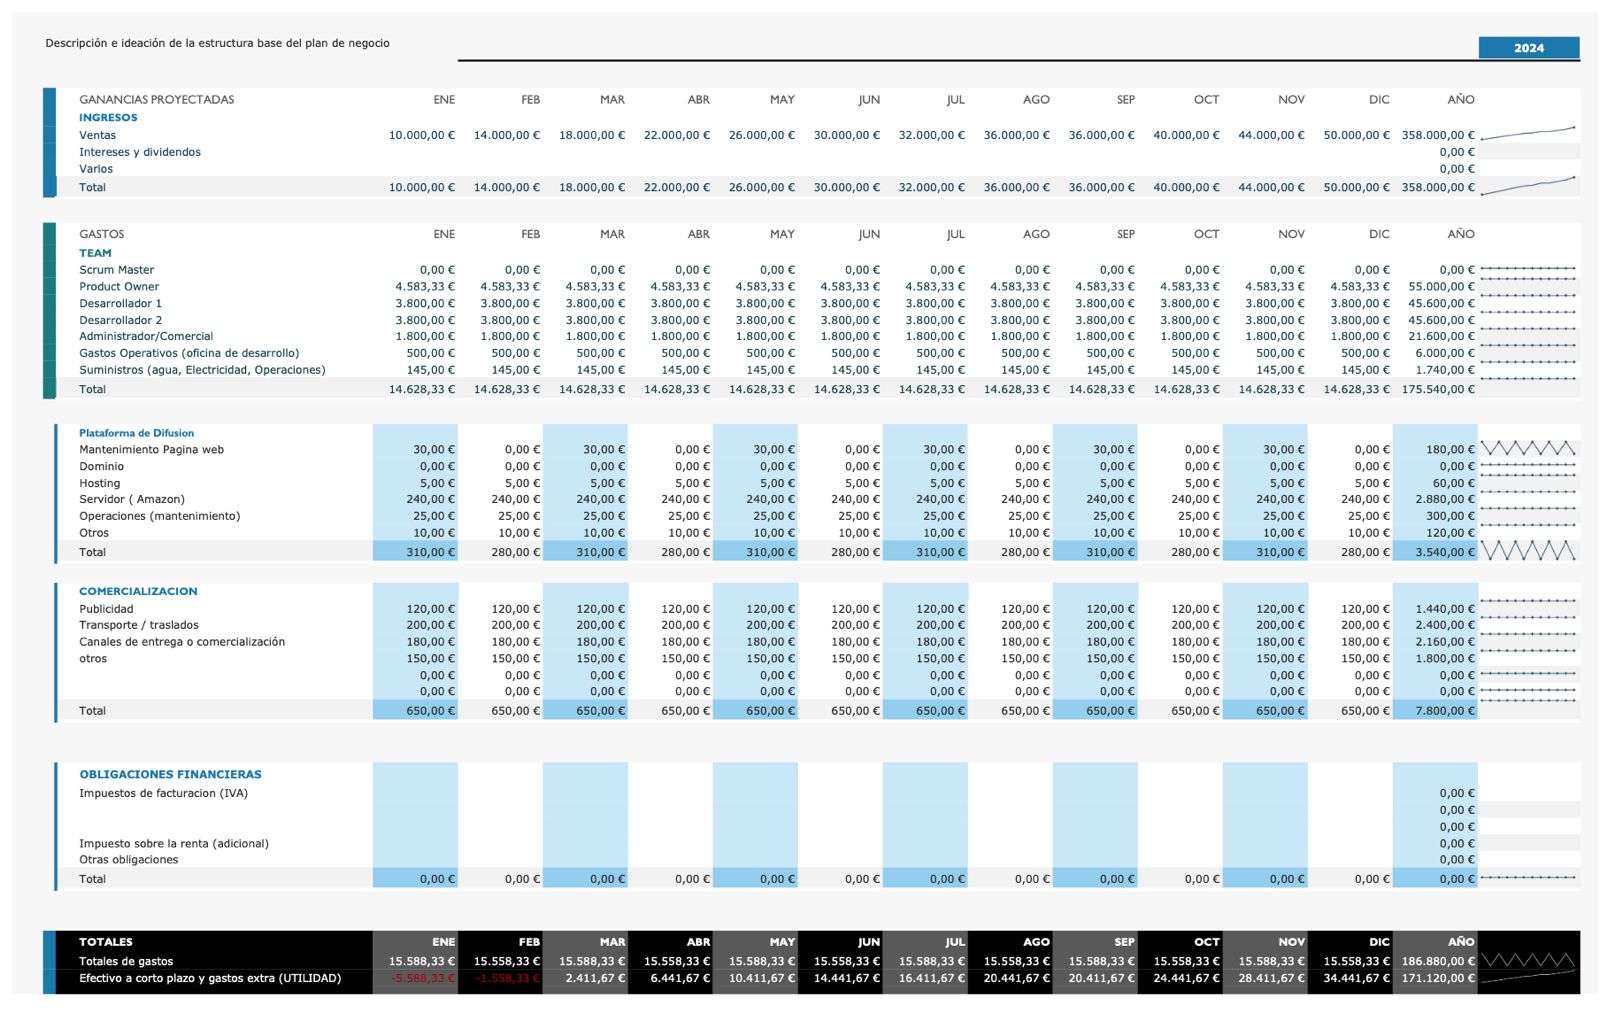 Descripción e ideación de la estructura base del plan de negocio
2024
GANANCIAS PROYECTADAS ENE FEB MAR ABR MAY JUN JUL AGO SEP OCT NOV DIC AÑO
INGRESOS
Ventas 10.000,00 € 14.000,00 € 18.000,00 € 22.000,00 € 26.000,00 € 30.000,00 € 32.000,00 € 36.000,00 € 36.000,00 € 40.000,00 € 44.000,00 € 50.000,00 € 358.000,00 €
Intereses y dividendos 0,00 €
Varios 0,00 €
Total 10.000,00 € 14.000,00 € 18.000,00 € 22.000,00 € 26.000,00 € 30.000,00 € 32.000,00 € 36.000,00 € 36.000,00 € 40.000,00 € 44.000,00 € 50.000,00 € 358.000,00 €
GASTOS ENE FEB MAR ABR MAY JUN JUL AGO SEP OCT NOV DIC AÑO
TEAM
Scrum Master 0,00 € 0,00 € 0,00 € 0,00 € 0,00 € 0,00 € 0,00 € 0,00 € 0,00 € 0,00 € 0,00 € 0,00 € 0,00 €
Product Owner 4.583,33 € 4.583,33 € 4.583,33 € 4.583,33 € 4.583,33 € 4.583,33 € 4.583,33 € 4.583,33 € 4.583,33 € 4.583,33 € 4.583,33 € 4.583,33 € 55.000,00 €
Desarrollador 1 3.800,00 € 3.800,00 € 3.800,00 € 3.800,00 € 3.800,00 € 3.800,00 € 3.800,00 € 3.800,00 € 3.800,00 € 3.800,00 € 3.800,00 € 3.800,00 € 45.600,00 €
Desarrollador 2 3.800,00 € 3.800,00 € 3.800,00 € 3.800,00 € 3.800,00 € 3.800,00 € 3.800,00 € 3.800,00 € 3.800,00 € 3.800,00 € 3.800,00 € 3.800,00 € 45.600,00 €
Administrador/Comercial 1.800,00 € 1.800,00 € 1.800,00 € 1.800,00 € 1.800,00 € 1.800,00 € 1.800,00 € 1.800,00 € 1.800,00 € 1.800,00 € 1.800,00 € 1.800,00 € 21.600,00 €
Gastos Operativos (oficina de desarrollo) 500,00 € 500,00 € 500,00 € 500,00 € 500,00 € 500,00 € 500,00 € 500,00 € 500,00 € 500,00 € 500,00 € 500,00 € 6.000,00 €
Suministros (agua, Electricidad, Operaciones) 145,00 € 145,00 € 145,00 € 145,00 € 145,00 € 145,00 € 145,00 € 145,00 € 145,00 € 145,00 € 145,00 € 145,00 € 1.740,00 €
Total 14.628,33 € 14.628,33 € 14.628,33 € 14.628,33 € 14.628,33 € 14.628,33 € 14.628,33 € 14.628,33 € 14.628,33 € 14.628,33 € 14.628,33 € 14.628,33 € 175.540,00 €
Plataforma de Difusion
Mantenimiento Pagina web 30,00 € 0,00 € 30,00 € 0,00 € 30,00 € 0,00 € 30,00 € 0,00 € 30,00 € 0,00 € 30,00 € 0,00 € 180,00 €
Dominio 0,00 € 0,00 € 0,00 € 0,00 € 0,00 € 0,00 € 0,00 € 0,00 € 0,00 € 0,00 € 0,00 € 0,00 € 0,00 €
Hosting 5,00 € 5,00 € 5,00 € 5,00 € 5,00 € 5,00 € 5,00 € 5,00 € 5,00 € 5,00 € 5,00 € 5,00 € 60,00 €
Servidor ( Amazon) 240,00 € 240,00 € 240,00 € 240,00 € 240,00 € 240,00 € 240,00 € 240,00 € 240,00 € 240,00 € 240,00 € 240,00 € 2.880,00 €
Operaciones (mantenimiento) 25,00 € 25,00 € 25,00 € 25,00 € 25,00 € 25,00 € 25,00 € 25,00 € 25,00 € 25,00 € 25,00 € 25,00 € 300,00 €
Otros 10,00 € 10,00 € 10,00 € 10,00 € 10,00 € 10,00 € 10,00 € 10,00 € 10,00 € 10,00 € 10,00 € 10,00 € 120,00 €
Total 310,00 € 280,00 € 310,00 € 280,00 € 310,00 € 280,00 € 310,00 € 280,00 € 310,00 € 280,00 € 310,00 € 280,00 € 3.540,00 €
COMERCIALIZACION
Publicidad 120,00 € 120,00 € 120,00 € 120,00 € 120,00 € 120,00 € 120,00 € 120,00 € 120,00 € 120,00 € 120,00 € 120,00 € 1.440,00 €
Transporte / traslados 200,00 € 200,00 € 200,00 € 200,00 € 200,00 € 200,00 € 200,00 € 200,00 € 200,00 € 200,00 € 200,00 € 200,00 € 2.400,00 €
Canales de entrega o comercialización 180,00 € 180,00 € 180,00 € 180,00 € 180,00 € 180,00 € 180,00 € 180,00 € 180,00 € 180,00 € 180,00 € 180,00 € 2.160,00 €
otros 150,00 € 150,00 € 150,00 € 150,00 € 150,00 € 150,00 € 150,00 € 150,00 € 150,00 € 150,00 € 150,00 € 150,00 € 1.800,00 €
0,00 € 0,00 € 0,00 € 0,00 € 0,00 € 0,00 € 0,00 € 0,00 € 0,00 € 0,00 € 0,00 € 0,00 € 0,00 €
0,00 € 0,00 € 0,00 € 0,00 € 0,00 € 0,00 € 0,00 € 0,00 € 0,00 € 0,00 € 0,00 € 0,00 € 0,00 €
Total 650,00 € 650,00 € 650,00 € 650,00 € 650,00 € 650,00 € 650,00 € 650,00 € 650,00 € 650,00 € 650,00 € 650,00 € 7.800,00 €
OBLIGACIONES FINANCIERAS
Impuestos de facturacion (IVA) 0,00 €
0,00 €
0,00 €
Impuesto sobre la renta (adicional) 0,00 €
Otras obligaciones 0,00 €
Total 0,00 € 0,00 € 0,00 € 0,00 € 0,00 € 0,00 € 0,00 € 0,00 € 0,00 € 0,00 € 0,00 € 0,00 € 0,00 €
TOTALES ENE FEB MAR ABR MAY JUN JUL AGO SEP OCT NOV DIC AÑO
Totales de gastos 15.588,33 € 15.558,33 € 15.588,33 € 15.558,33 € 15.588,33 € 15.558,33 € 15.588,33 € 15.558,33 € 15.588,33 € 15.558,33 € 15.588,33 € 15.558,33 € 186.880,00 €
Efectivo a corto plazo y gastos extra (UTILIDAD) -5.588,33 € -1.558,33 € 2.411,67 € 6.441,67 € 10.411,67 € 14.441,67 € 16.411,67 € 20.441,67 € 20.411,67 € 24.441,67 € 28.411,67 € 34.441,67 € 171.120,00 €